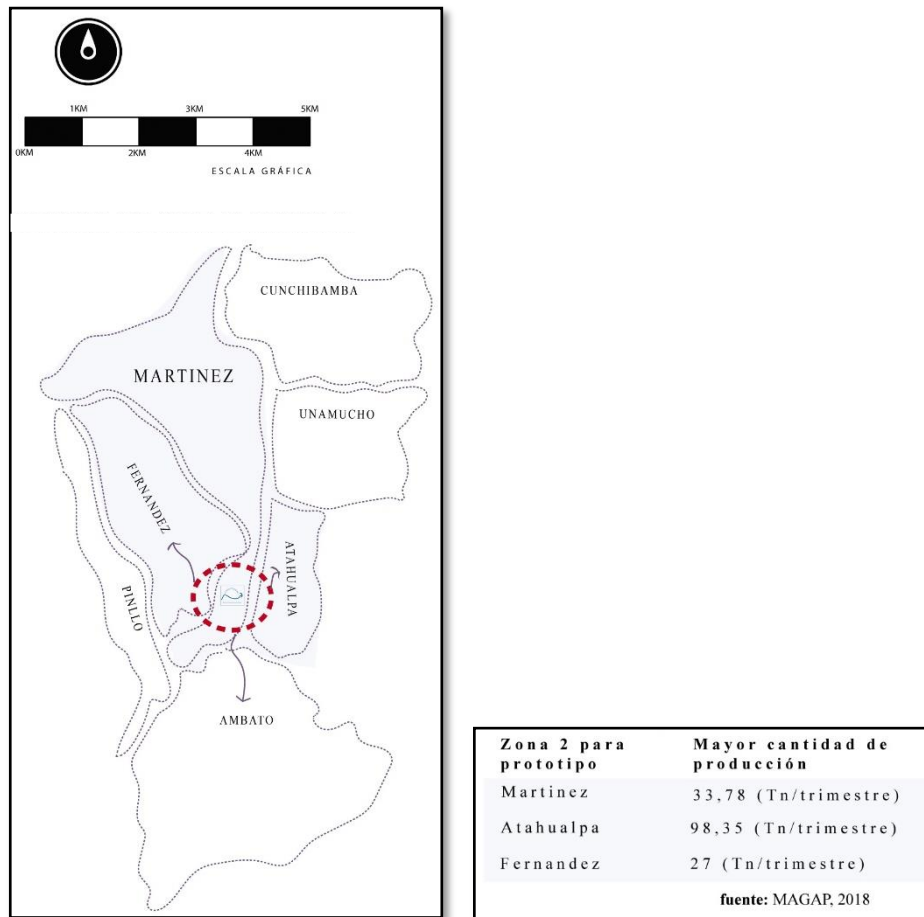 1KM 3KM 5KM
0KM 2KM 4KM
ESCALA GRÁFICA
CUNCHIBAMBA
MARTINEZ
UNAMUCHO
FERNANDEZ
ATAHUALPA
PINLLO
AMBATO
Zona 2 para prototipo
Mayor cantidad de producción
Martinez 33,78 (Tn/trimestre)
Atahualpa 98,35 (Tn/trimestre)
Fernandez 27 (Tn/trimestre)
fuente: MAGAP, 2018